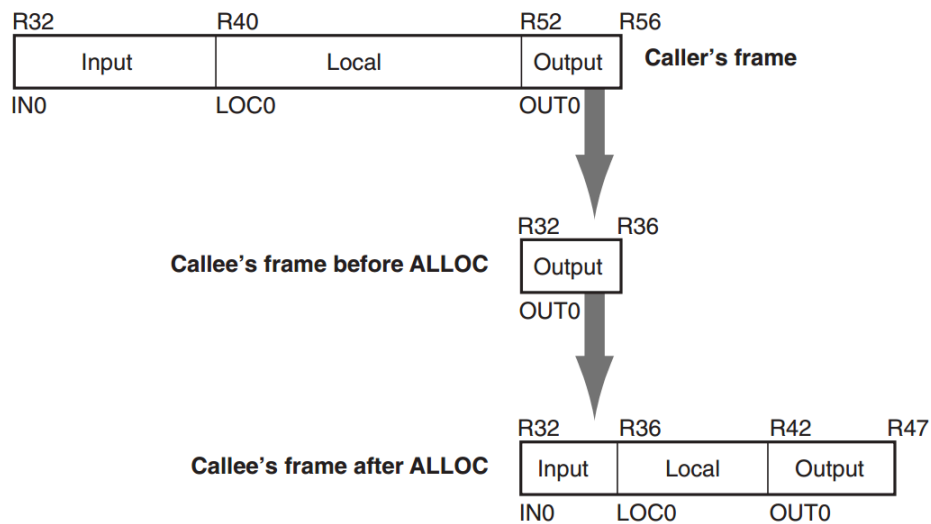 R32 R40 R52 R56
Input Local Output Caller's frame
IN0 LOC0 OUT0
R32 R36
Callee's frame before ALLOC Output
OUT0
R32 R36 R42 R47
Callee's frame after ALLOC Input Local Output
IN0 LOC0 OUT0